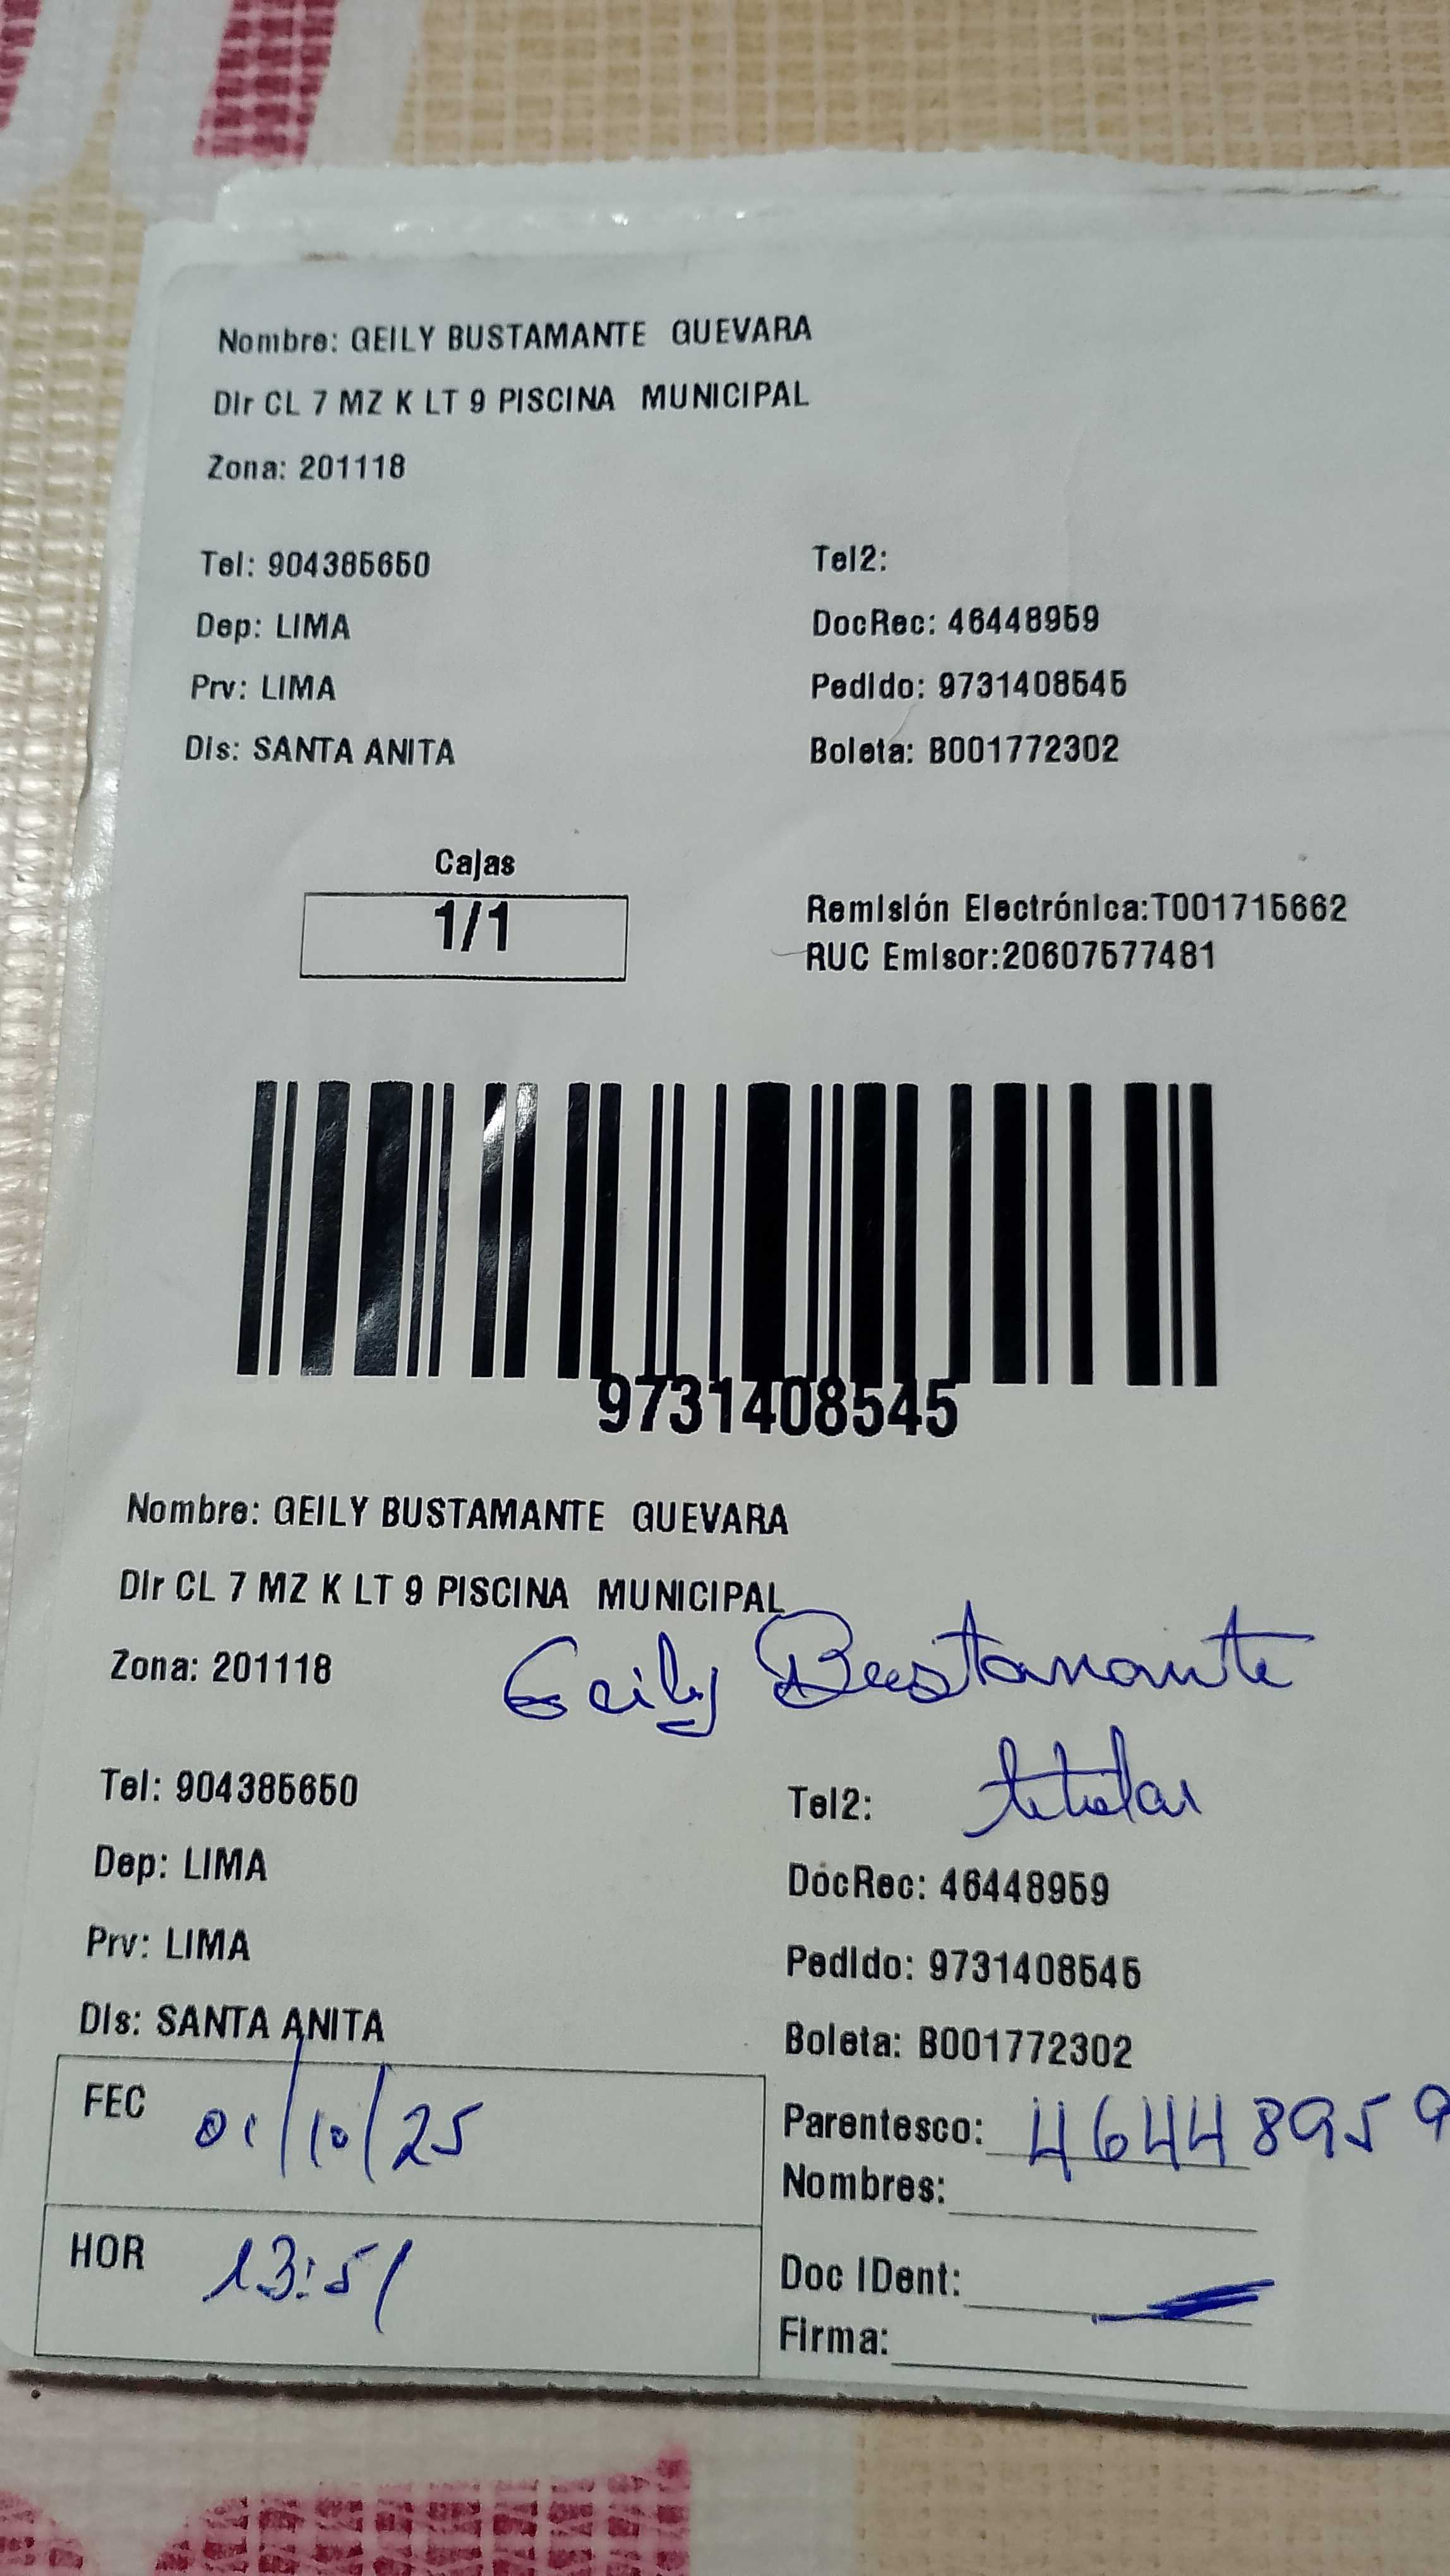 Nombre: GEILY BUSTAMANTE GUEVARA
Dir CL 7 MZ K LT 9 PISCINA MUNICIPAL
Zona: 201118
Tel: 904385650 Tel2:
Dep: LIMA DocRec: 46448959
Prv: LIMA Pedido: 9731408545
Dis: SANTA ANITA Boleta: B001772302
Cajas
1/1
Remisión Electrónica:T001715662
RUC Emisor:20607577481
9731408545
Nombre: GEILY BUSTAMANTE GUEVARA
Dir CL 7 MZ K LT 9 PISCINA MUNICIPAL
Zona: 201118 Geily Bustamante
titular
Tel: 904385650 Tel2:
Dep: LIMA DocRec: 46448959
Prv: LIMA Pedido: 9731408545
Dis: SANTA ANITA Boleta: B001772302
FEC 01/10/25 Parentesco: 46448959
Nombres:
HOR 13:51 Doc IDent:
Firma: